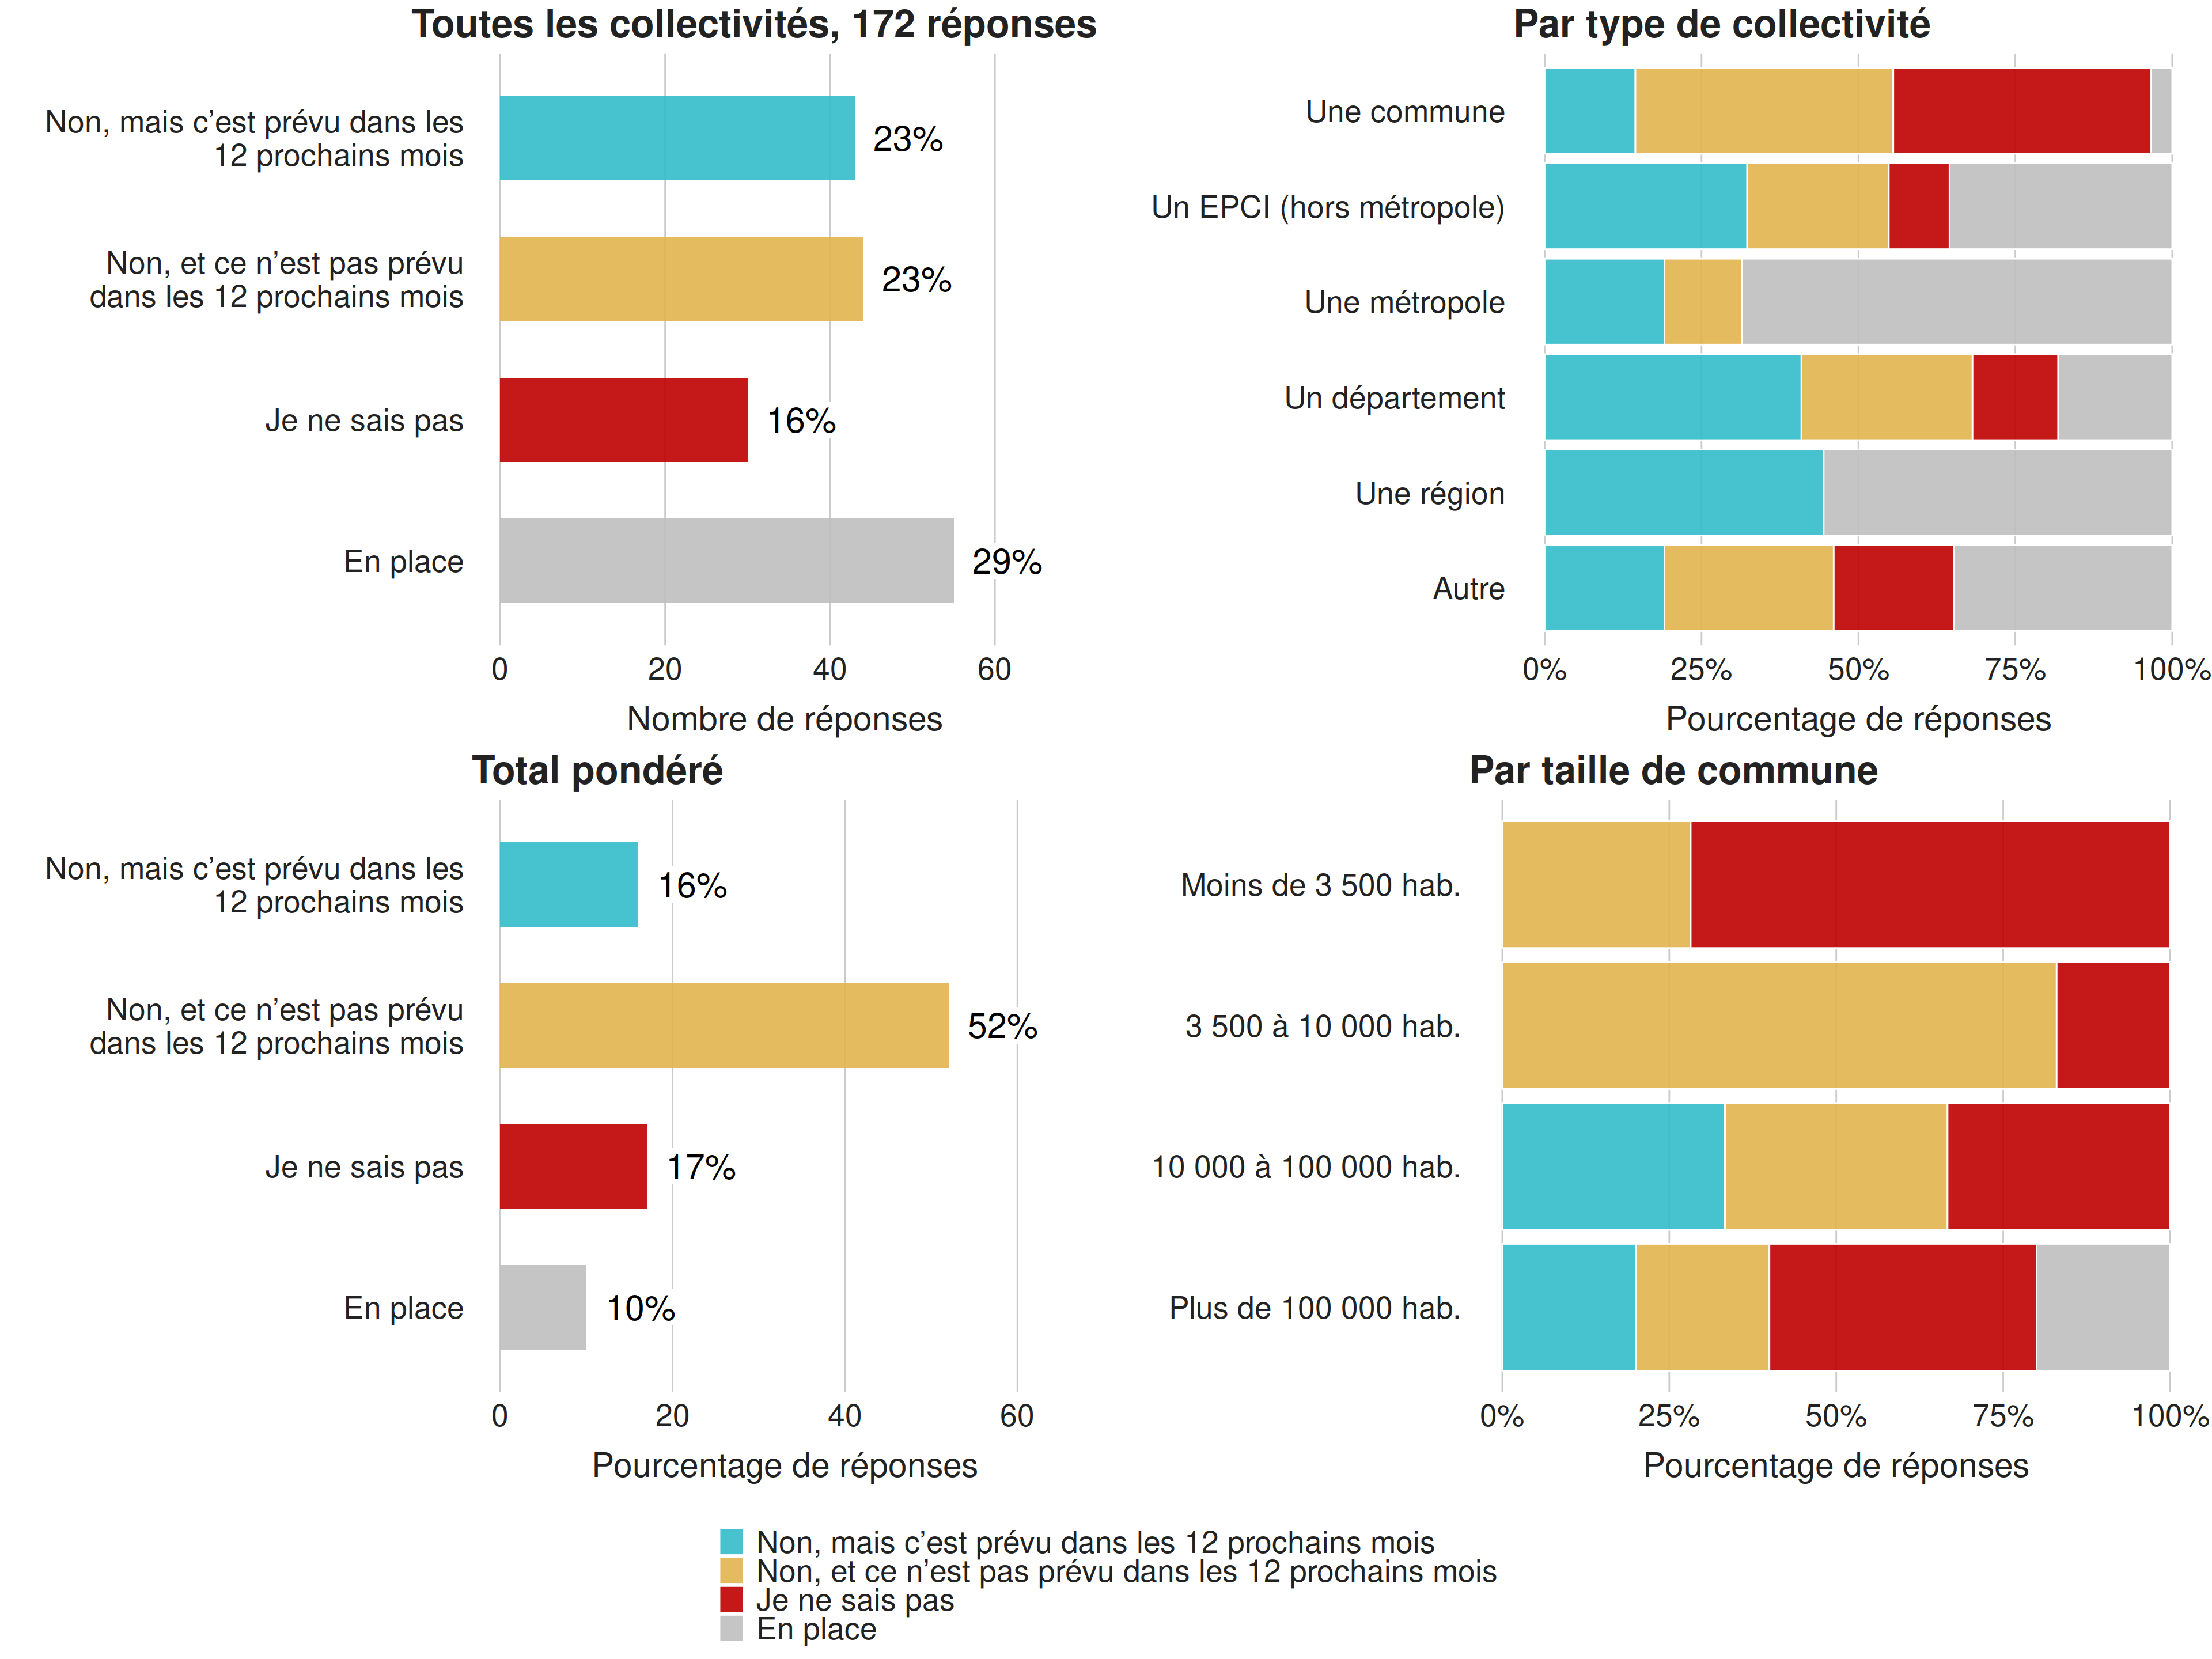 Toutes les collectivités, 172 réponses
Non, mais c’est prévu dans les
12 prochains mois
23%
Non, et ce n’est pas prévu
dans les 12 prochains mois
23%
Je ne sais pas
16%
En place
29%
0 20 40 60
Nombre de réponses
Par type de collectivité
Une commune
Un EPCI (hors métropole)
Une métropole
Un département
Une région
Autre
0% 25% 50% 75% 100%
Pourcentage de réponses
Total pondéré
Non, mais c’est prévu dans les
12 prochains mois
16%
Non, et ce n’est pas prévu
dans les 12 prochains mois
52%
Je ne sais pas
17%
En place
10%
0 20 40 60
Pourcentage de réponses
Par taille de commune
Moins de 3 500 hab.
3 500 à 10 000 hab.
10 000 à 100 000 hab.
Plus de 100 000 hab.
0% 25% 50% 75% 100%
Pourcentage de réponses
Non, mais c’est prévu dans les 12 prochains mois
Non, et ce n’est pas prévu dans les 12 prochains mois
Je ne sais pas
En place